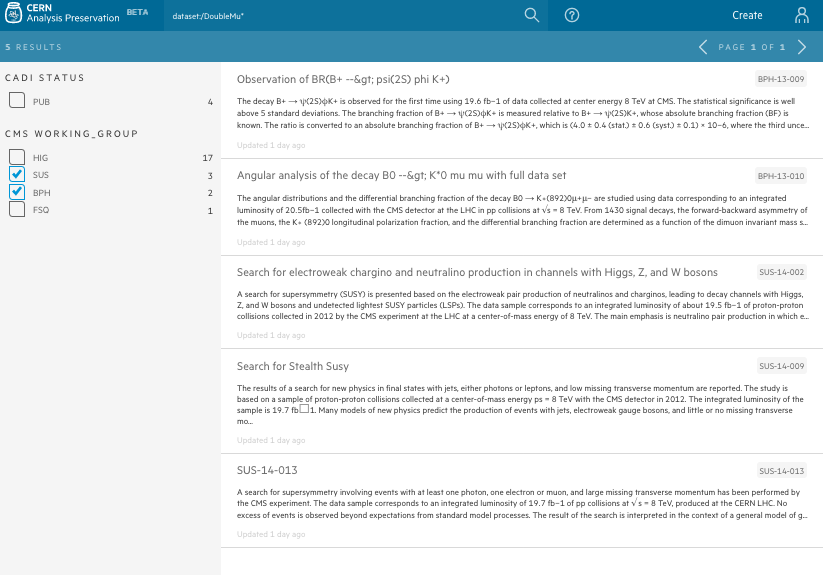 CERN
Analysis Preservation
BETA
dataset:/DoubleMu*
Create
5 RESULTS
PAGE 1 OF 1
CADI STATUS
PUB 4
CMS WORKING_GROUP
HIG 17
SUS 3
BPH 2
FSQ 1
Observation of BR(B+ --&gt; psi(2S) phi K+) BPH-13-009
The decay B+ → ψ(2S)ϕK+ is observed for the first time using 19.6 fb−1 of data collected at center energy 8 TeV at CMS. The statistical significance is well
above 5 standard deviations. The branching fraction of B+ → ψ(2S)ϕK+ is measured relative to B+ → ψ(2S)K+, whose absolute branching fraction (BF) is
known. The ratio is converted to an absolute branching fraction of B+ → ψ(2S)ϕK+, which is (4.0 ± 0.4 (stat.) ± 0.6 (syst.) ± 0.1) × 10−6, where the third unce...
Updated 1 day ago
Angular analysis of the decay B0 --&gt; K*0 mu mu with full data set BPH-13-010
The angular distributions and the differential branching fraction of the decay B0 → K∗(892)0μ+μ− are studied using data corresponding to an integrated
luminosity of 20.5fb−1 collected with the CMS detector at the LHC in pp collisions at √s = 8 TeV. From 1430 signal decays, the forward-backward asymmetry of
the muons, the K∗ (892)0 longitudinal polarization fraction, and the differential branching fraction are determined as a function of the dimuon invariant mass s...
Updated 1 day ago
Search for electroweak chargino and neutralino production in channels with Higgs, Z, and W bosons SUS-14-002
A search for supersymmetry (SUSY) is presented based on the electroweak pair production of neutralinos and charginos, leading to decay channels with Higgs,
Z, and W bosons and undetected lightest SUSY particles (LSPs). The data sample corresponds to an integrated luminosity of about 19.5 fb−1 of proton-proton
collisions collected in 2012 by the CMS experiment at the LHC at a center-of-mass energy of 8 TeV. The main emphasis is neutralino pair production in which e...
Updated 1 day ago
Search for Stealth Susy SUS-14-009
The results of a search for new physics in final states with jets, either photons or leptons, and low missing transverse momentum are reported. The study is
based on a sample of proton-proton collisions collected at a center-of-mass energy ps = 8 TeV with the CMS detector in 2012. The integrated luminosity of the
sample is 19.7 fb□1. Many models of new physics predict the production of events with jets, electroweak gauge bosons, and little or no missing transverse
mo...
Updated 1 day ago
SUS-14-013 SUS-14-013
A search for supersymmetry involving events with at least one photon, one electron or muon, and large missing transverse momentum has been performed by
the CMS experiment. The data sample corresponds to an integrated luminosity of 19.7 fb−1 of pp collisions at √s = 8 TeV, produced at the CERN LHC. No
excess of events is observed beyond expectations from standard model processes. The result of the search is interpreted in the context of a general model of g...
Updated 1 day ago